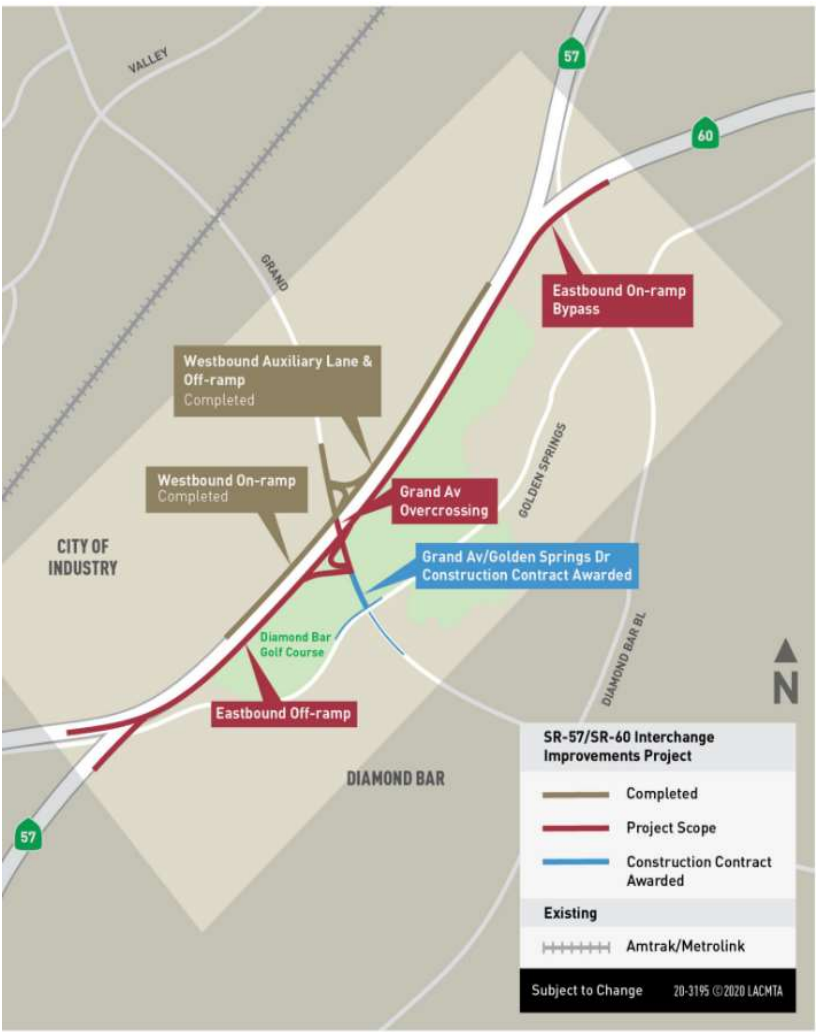 57
VALLEY
60
GRAND
Eastbound On-ramp
Bypass
Westbound Auxiliary Lane &
Off-ramp
Completed
Westbound On-ramp
Completed
Grand Av
Overcrossing
GOLDEN SPRINGS
CITY OF
INDUSTRY
Grand Av/Golden Springs Dr
Construction Contract Awarded
Diamond Bar
Golf Course
DIAMOND BAR BL
N
Eastbound Off-ramp
DIAMOND BAR
57
SR-57/SR-60 Interchange
Improvements Project
Completed
Project Scope
Construction Contract
Awarded
Existing
Amtrak/Metrolink
Subject to Change 20-3195 ©2020 LACMTA